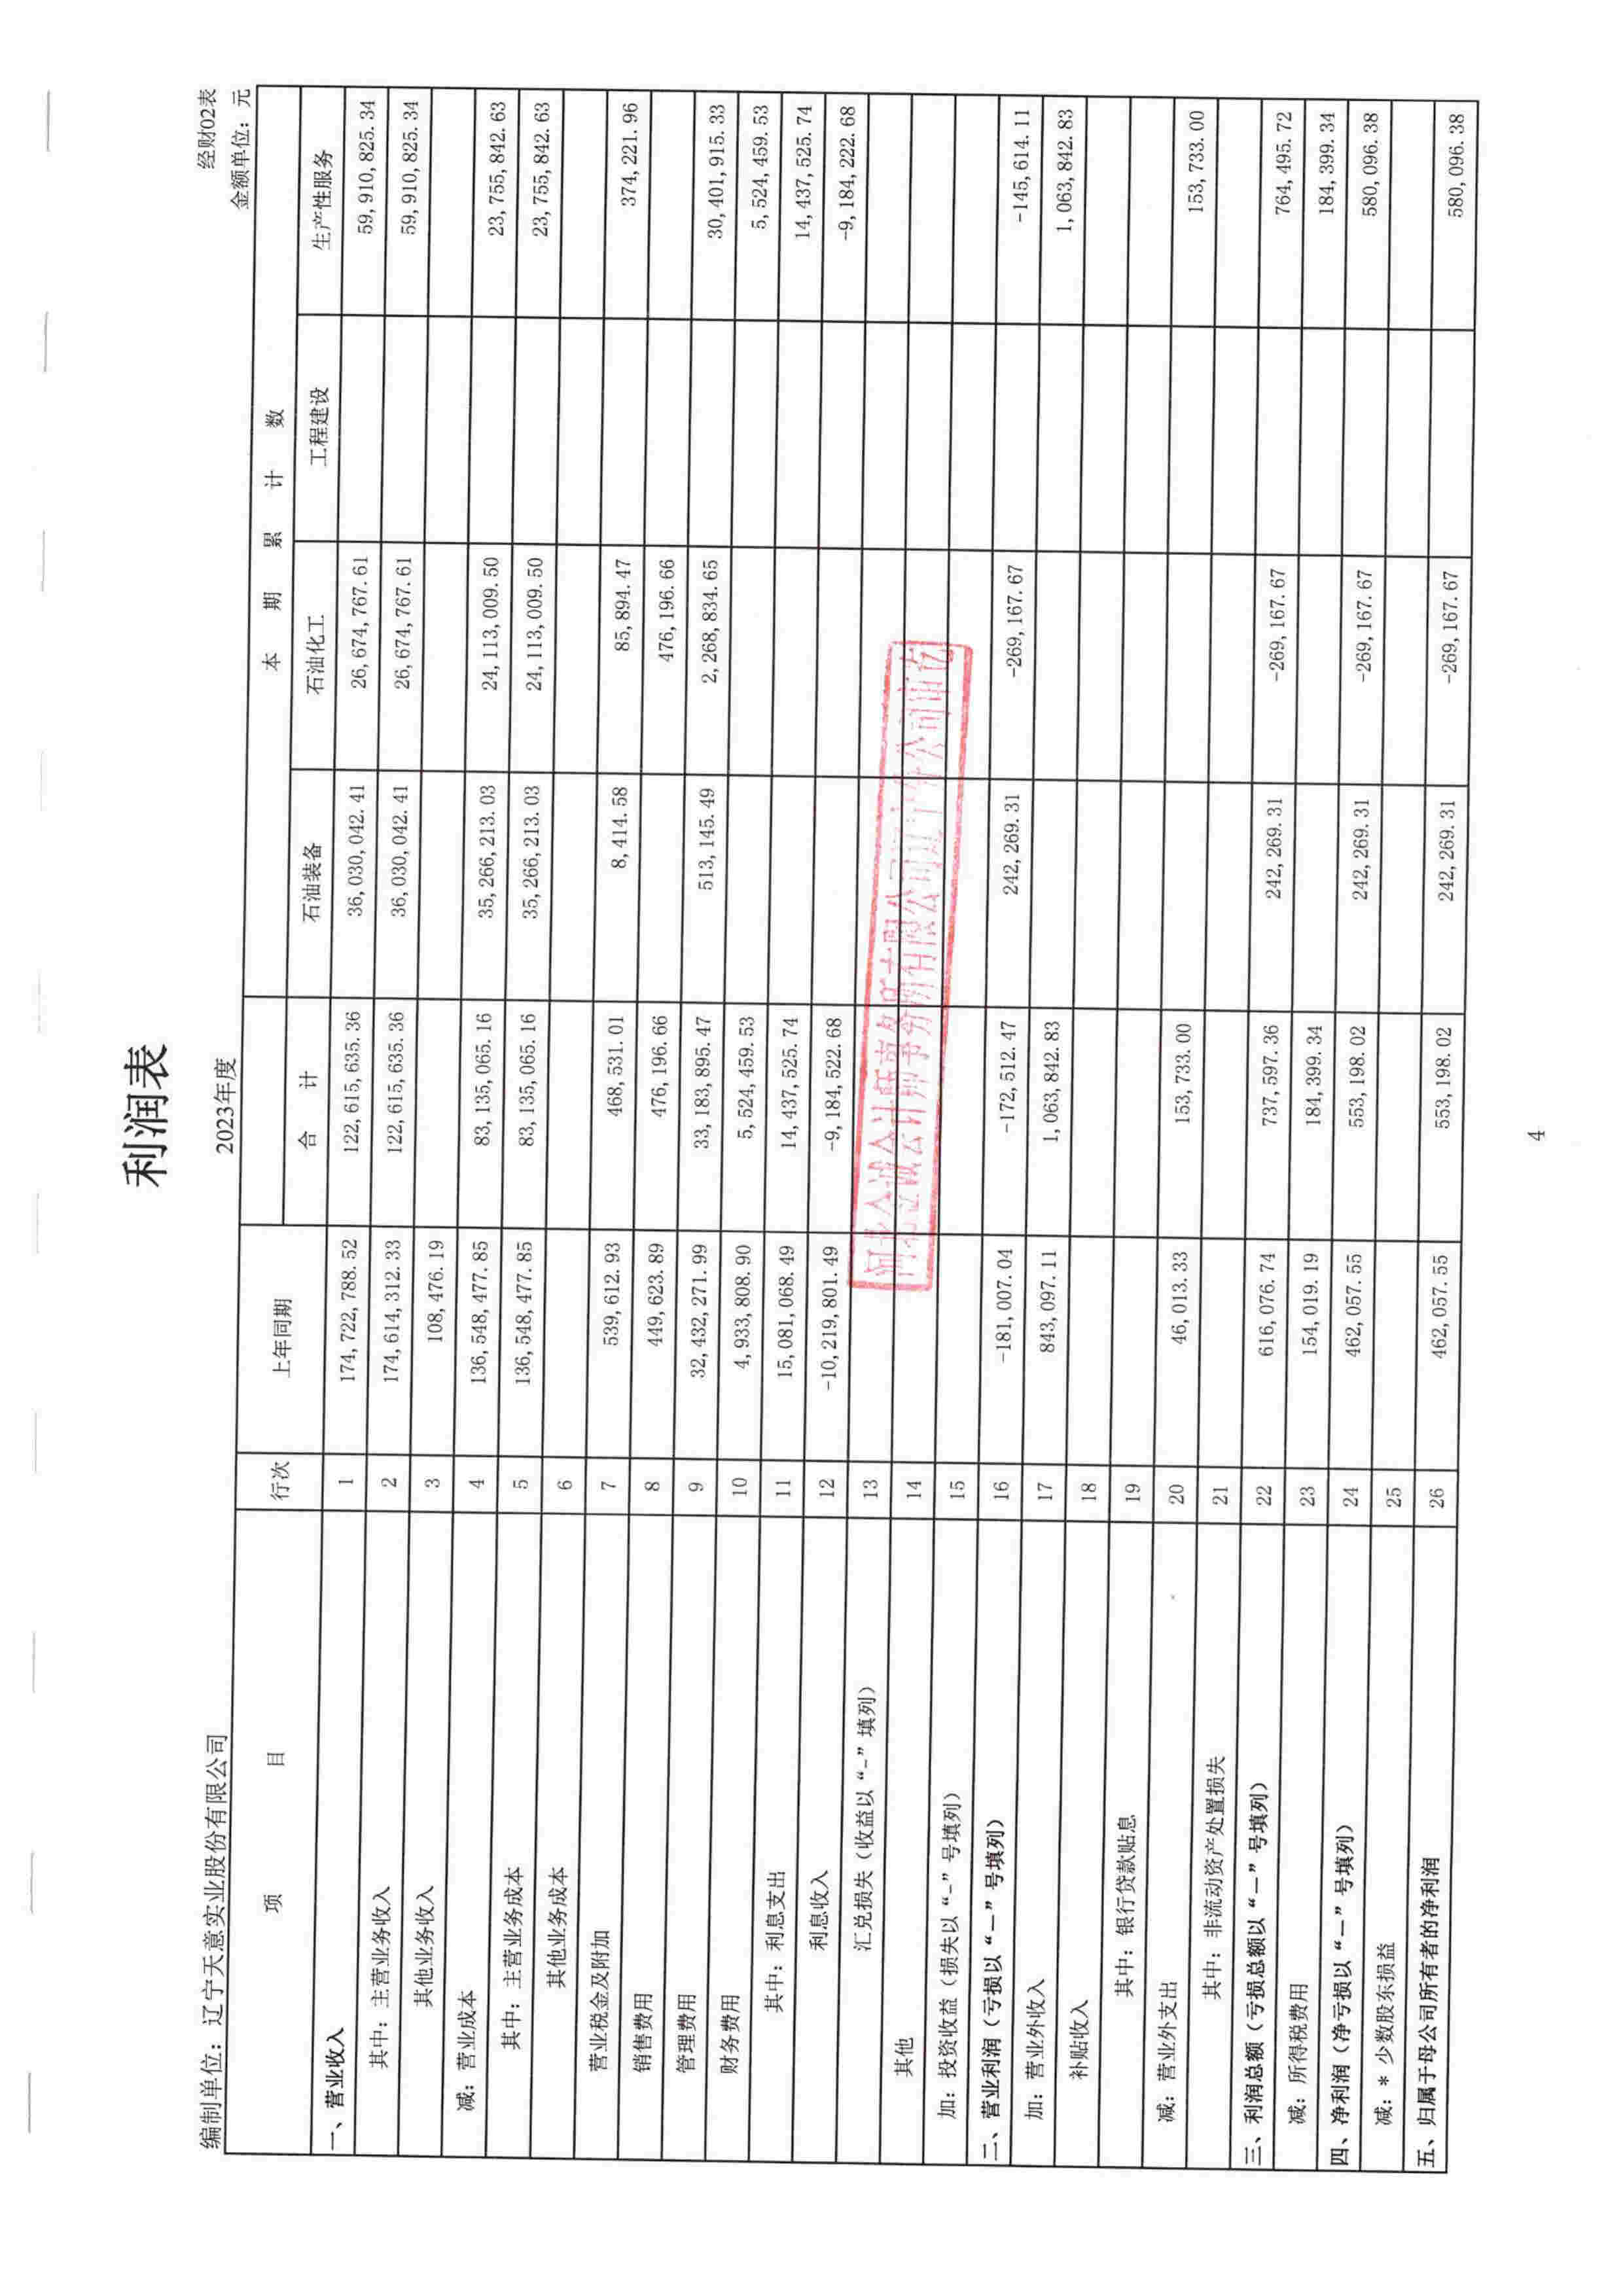 利润表
经财02表
2023年度
编制单位：辽宁天意实业股份有限公司 金额单位：元
项 目 行次 上年同期 本 期 累 计 数
合 计 石油装备 石油化工 工程建设 生产性服务
一、营业收入 1 174,722,788.52 122,615,635.36 36,030,042.41 26,674,767.61 59,910,825.34
其中：主营业务收入 2 174,614,312.33 122,615,635.36 36,030,042.41 26,674,767.61 59,910,825.34
其他业务收入 3 108,476.19
减：营业成本 4 136,548,477.85 83,135,065.16 35,266,213.03 24,113,009.50 23,755,842.63
其中：主营业务成本 5 136,548,477.85 83,135,065.16 35,266,213.03 24,113,009.50 23,755,842.63
其他业务成本 6
营业税金及附加 7 539,612.93 468,531.01 8,414.58 85,894.47 374,221.96
销售费用 8 449,623.89 476,196.66 476,196.66
管理费用 9 32,432,271.99 33,183,895.47 513,145.49 2,268,834.65 30,401,915.33
财务费用 10 4,933,808.90 5,524,459.53 5,524,459.53
其中：利息支出 11 15,081,068.49 14,437,525.74 14,437,525.74
利息收入 12 -10,219,801.49 -9,184,522.68 -9,184,222.68
汇兑损失（收益以“-”填列） 13
其他 14
加：投资收益（损失以“-”号填列） 15
二、营业利润（亏损以“—”号填列） 16 -181,007.04 -172,512.47 242,269.31 -269,167.67 -145,614.11
加：营业外收入 17 843,097.11 1,063,842.83 1,063,842.83
补贴收入 18
其中：银行贷款贴息 19
减：营业外支出 20 46,013.33 153,733.00 153,733.00
其中：非流动资产处置损失 21
三、利润总额（亏损总额以“—”号填列） 22 616,076.74 737,597.36 242,269.31 -269,167.67 764,495.72
减：所得税费用 23 154,019.19 184,399.34 184,399.34
四、净利润（净亏损以“—”号填列） 24 462,057.55 553,198.02 242,269.31 -269,167.67 580,096.38
减：*少数股东损益 25
五、归属于母公司所有者的净利润 26 462,057.55 553,198.02 242,269.31 -269,167.67 580,096.38
4